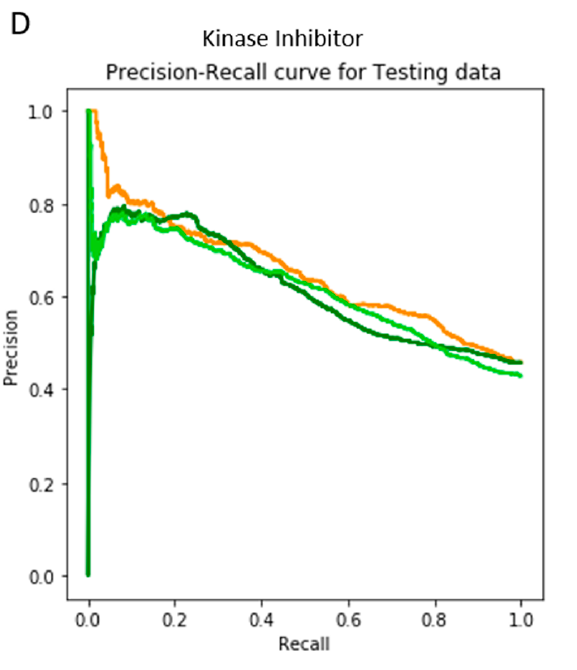 D
Kinase Inhibitor
Precision-Recall curve for Testing data
1.0
0.8
0.6
0.4
0.2
0.0
Precision
0.0 0.2 0.4 0.6 0.8 1.0
Recall